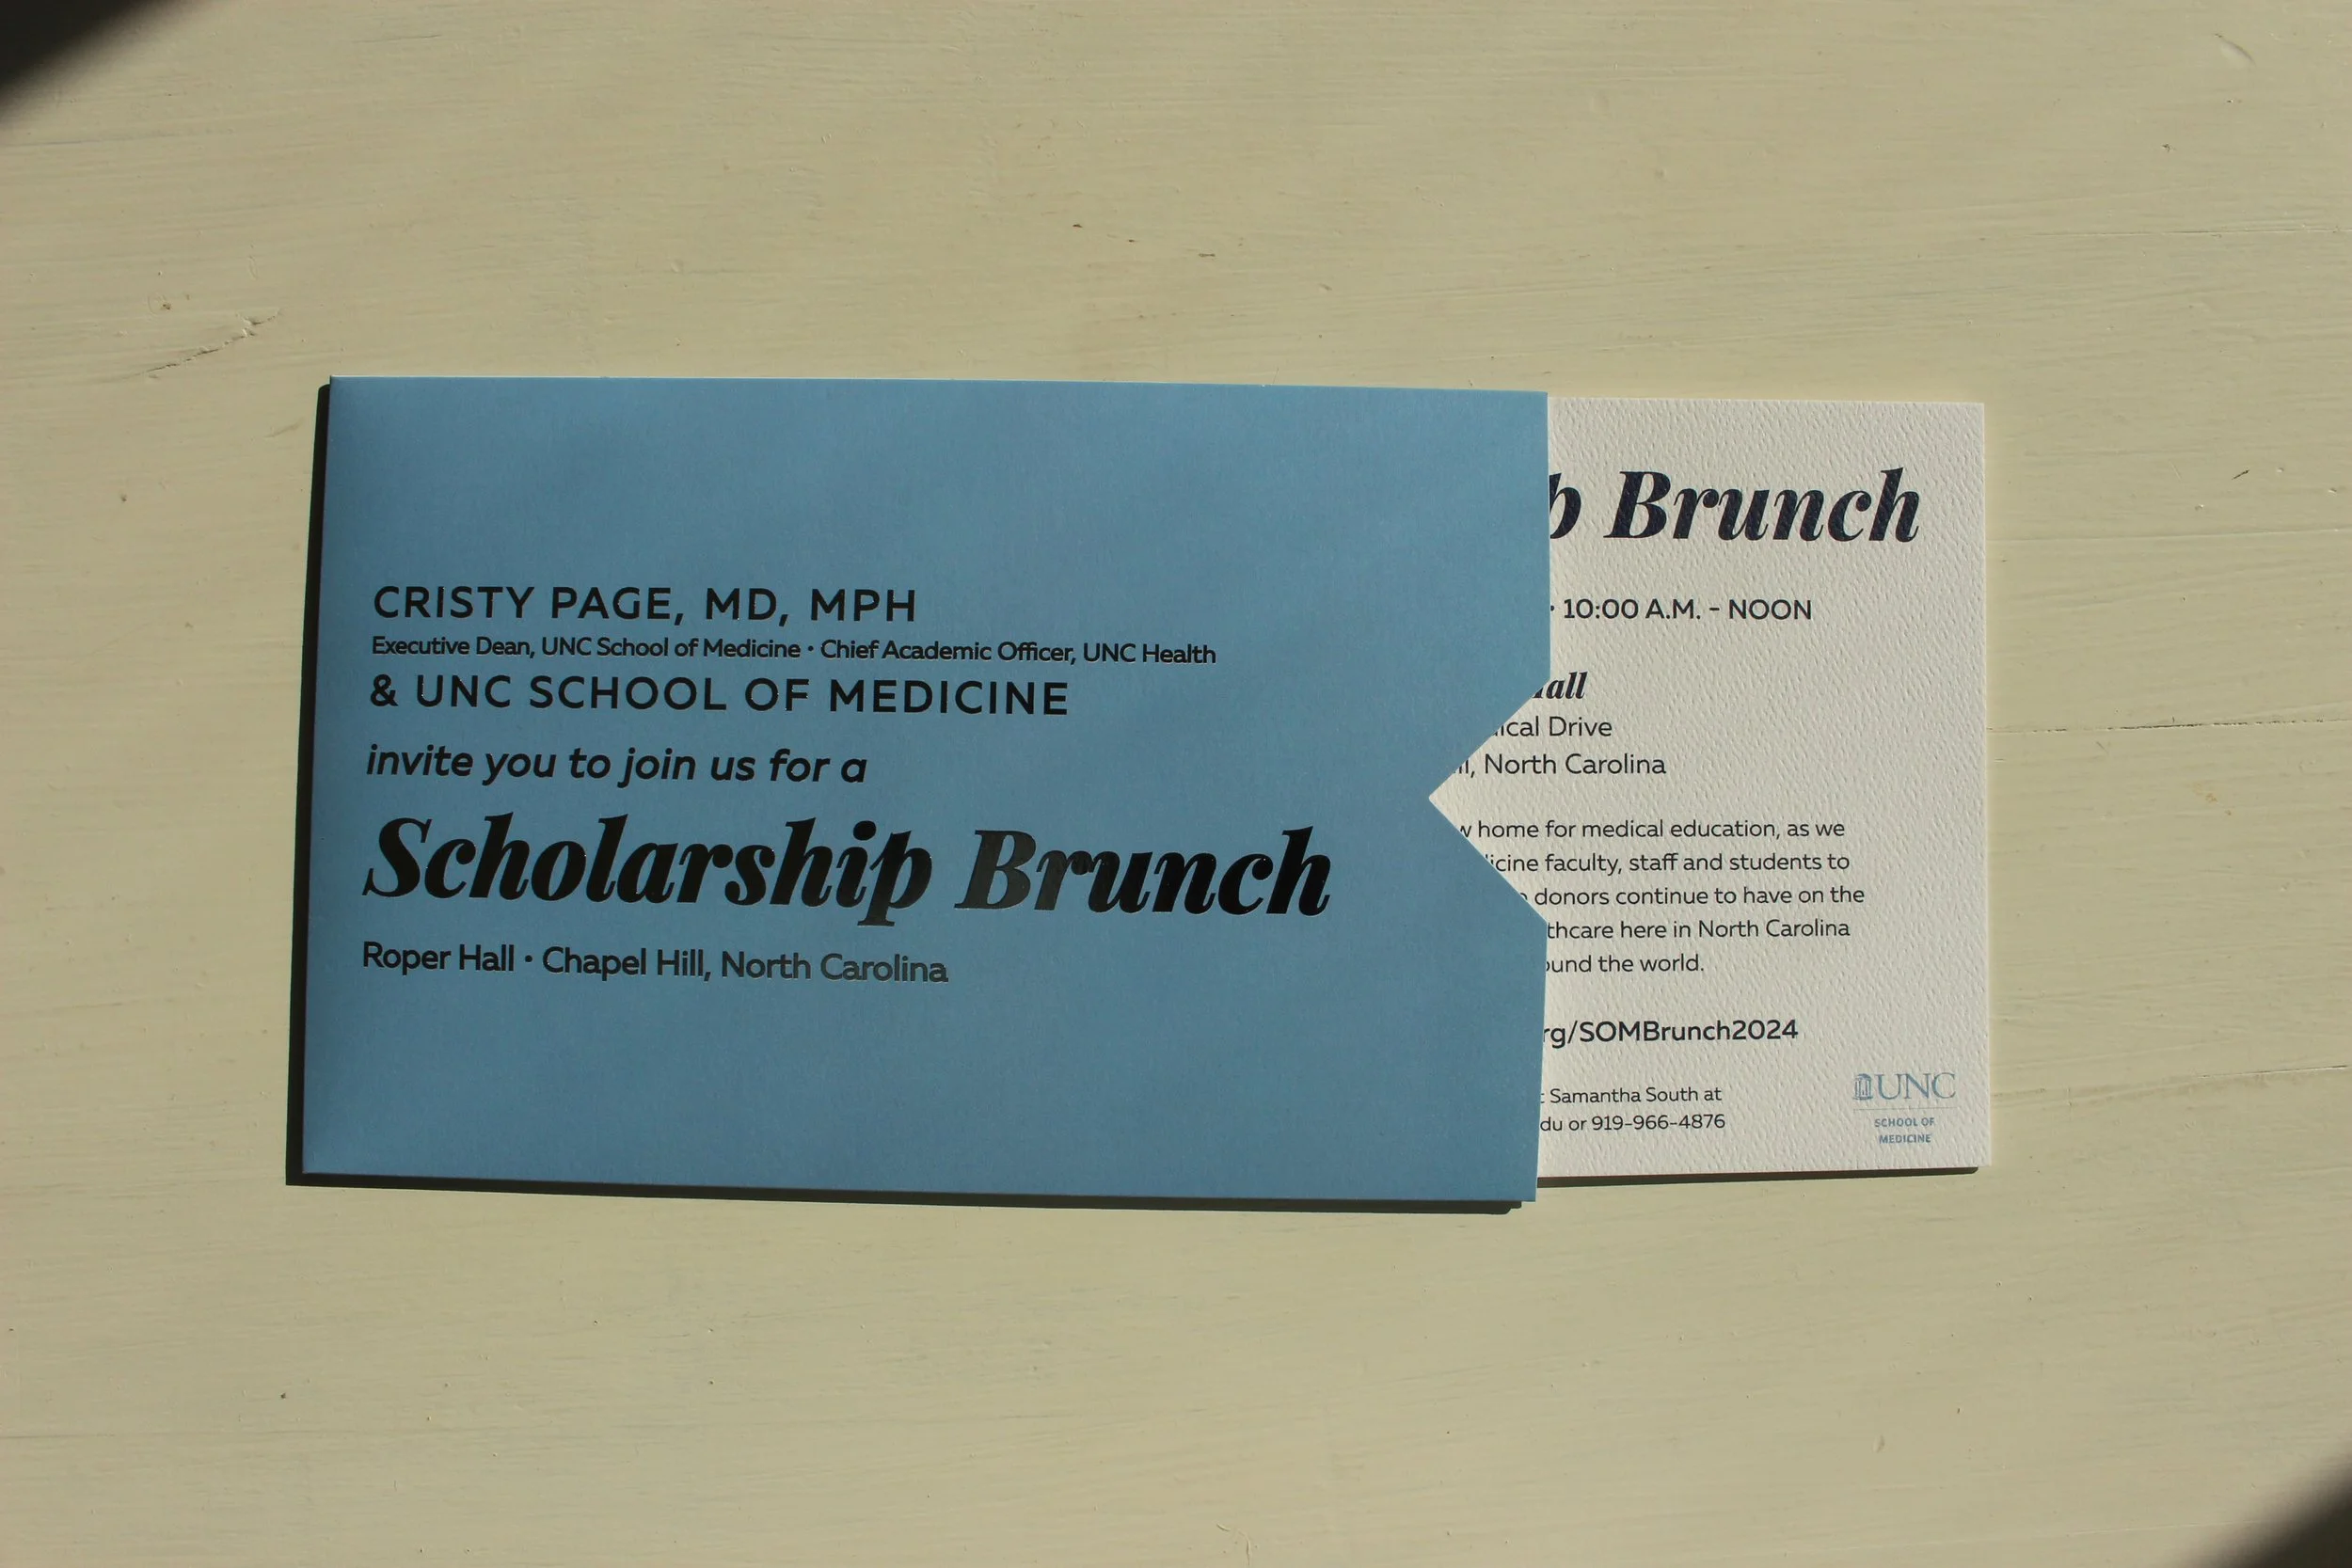 CRISTY PAGE, MD, MPH
Executive Dean, UNC School of Medicine • Chief Academic Officer, UNC Health
& UNC SCHOOL OF MEDICINE
invite you to join us for a
Scholarship Brunch
Roper Hall • Chapel Hill, North Carolina
p Brunch
• 10:00 A.M. - NOON
all
ical Drive
, North Carolina
w home for medical education, as we
icine faculty, staff and students to
donors continue to have on the
thcare here in North Carolina
ound the world.
rg/SOMBrunch2024
Samantha South at
du or 919-966-4876
UNC
SCHOOL OF
MEDICINE